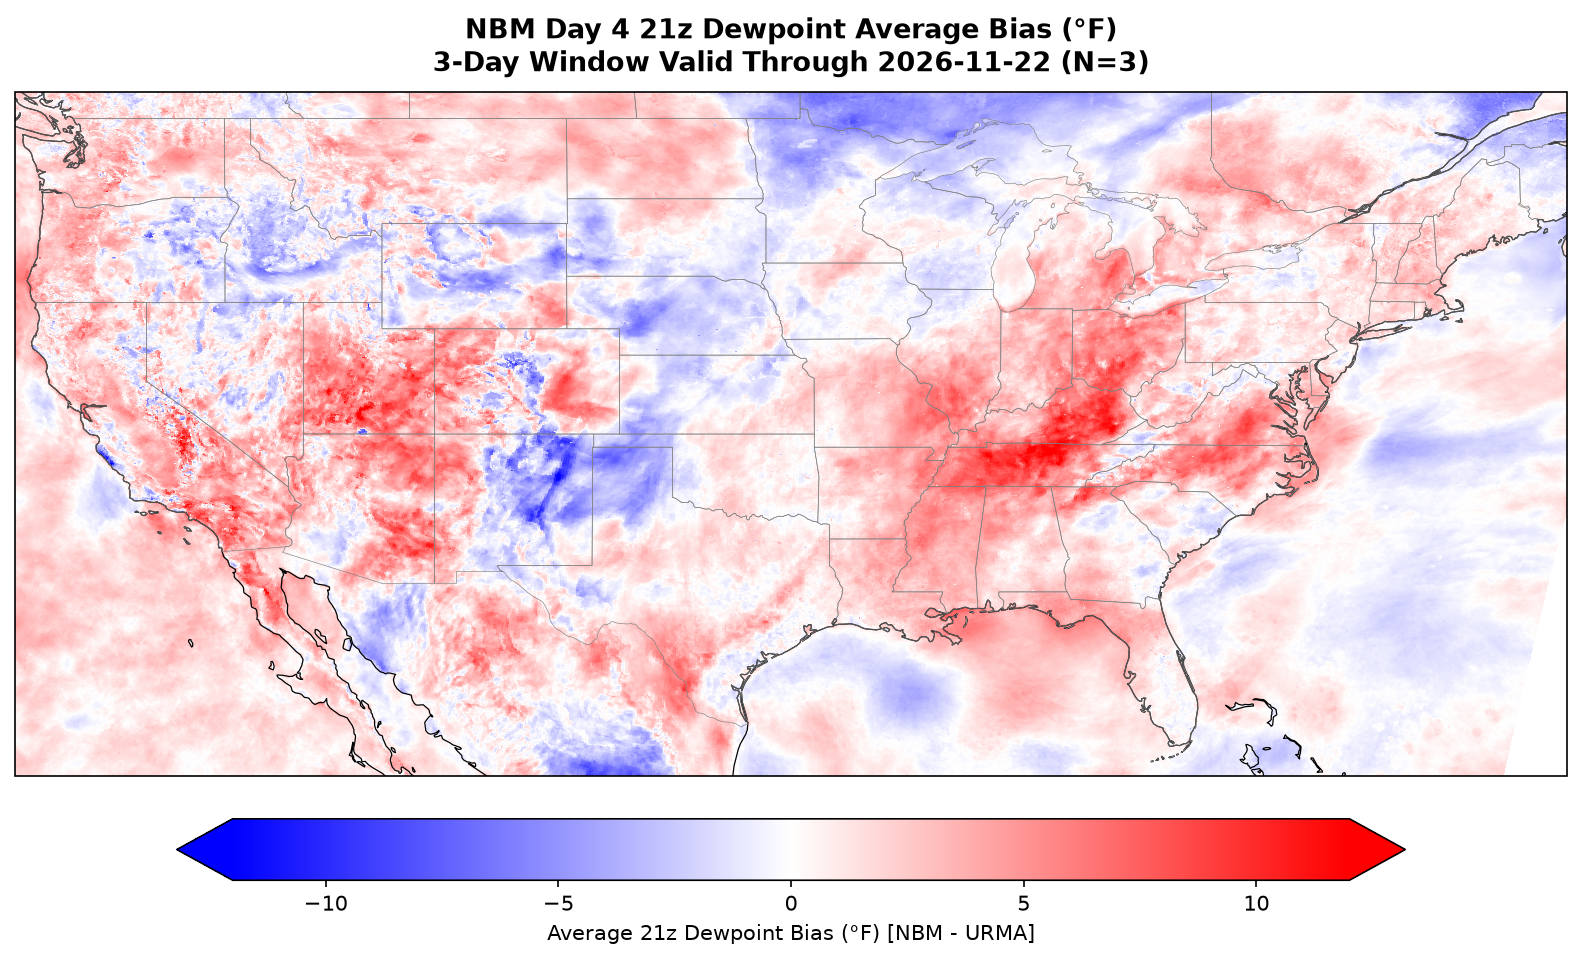 NBM Day 4 21z Dewpoint Average Bias (°F)
3-Day Window Valid Through 2026-11-22 (N=3)
−10 −5 0 5 10
Average 21z Dewpoint Bias (°F) [NBM - URMA]